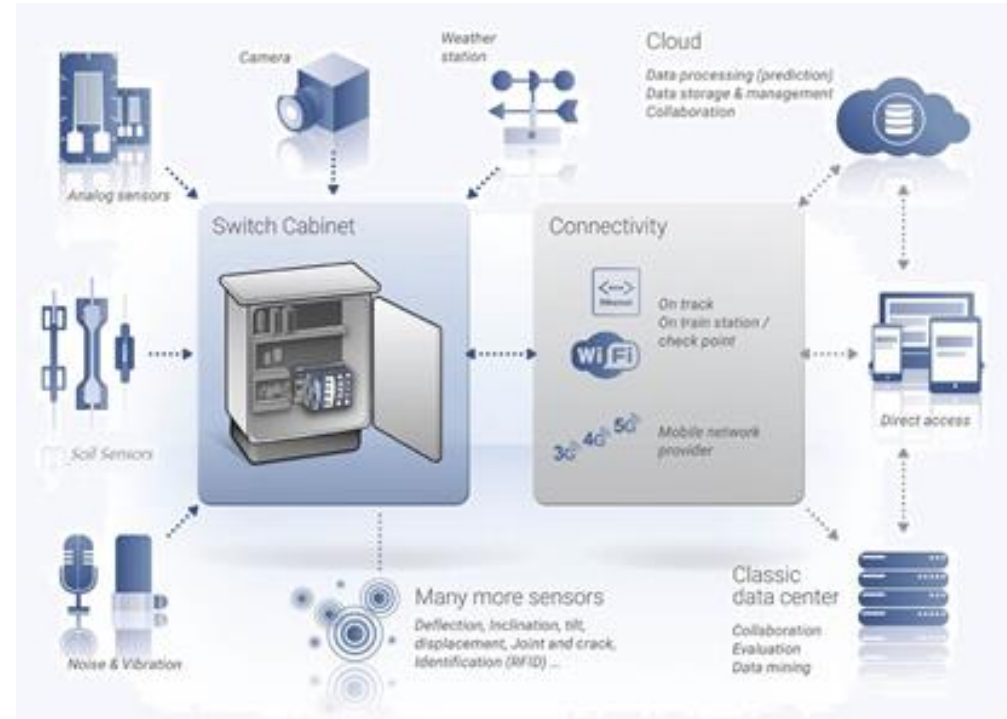 Analog sensors
Camera
Weather
station
Cloud
Data processing (prediction)
Data storage & management
Collaboration
Switch Cabinet
Connectivity
<··>
Ethernet
On track
On train station /
check point
WiFi
3G 4G 5G
Mobile network
provider
Soil Sensors
Direct access
Noise & Vibration
Many more sensors
Deflection, Inclination, tilt,
displacement, Joint and crack,
Identification (RFID) ...
Classic
data center
Collaboration
Evaluation
Data mining